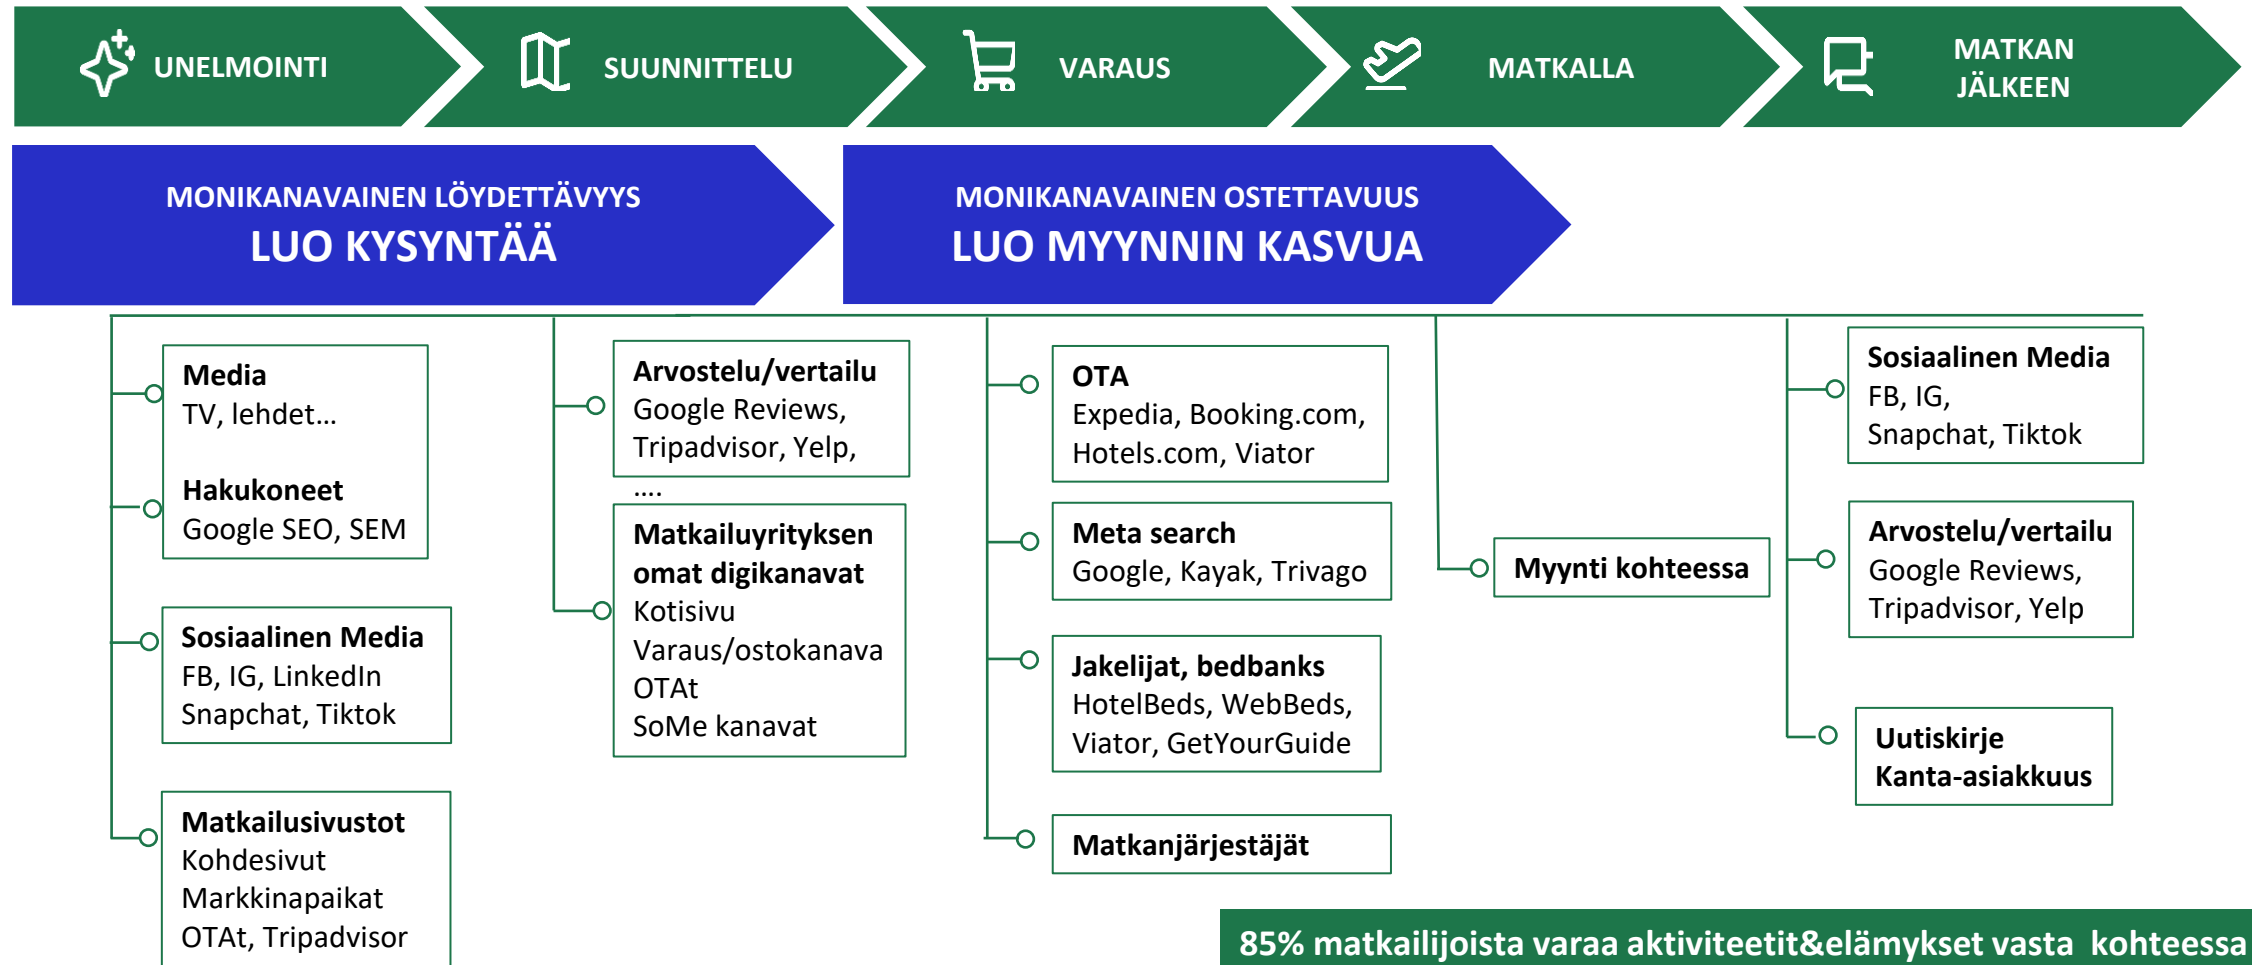 UNELMOINTI
SUUNNITTELU
VARAUS
MATKALLA
MATKAN
JÄLKEEN
MONIKANAVAINEN LÖYDETTÄVYYS
LUO KYSYNTÄÄ
MONIKANAVAINEN OSTETTAVUUS
LUO MYYNNIN KASVUA
Media
TV, lehdet…
Hakukoneet
Google SEO, SEM
Sosiaalinen Media
FB, IG, LinkedIn
Snapchat, Tiktok
Matkailusivustot
Kohdesivut
Markkinapaikat
OTAt, Tripadvisor
Arvostelu/vertailu
Google Reviews,
Tripadvisor, Yelp,
….
Matkailuyrityksen
omat digikanavat
Kotisivu
Varaus/ostokanava
OTAt
SoMe kanavat
OTA
Expedia, Booking.com,
Hotels.com, Viator
Meta search
Google, Kayak, Trivago
Jakelijat, bedbanks
HotelBeds, WebBeds,
Viator, GetYourGuide
Matkanjärjestäjät
Myynti kohteessa
Sosiaalinen Media
FB, IG,
Snapchat, Tiktok
Arvostelu/vertailu
Google Reviews,
Tripadvisor, Yelp
Uutiskirje
Kanta-asiakkuus
85% matkailijoista varaa aktiviteetit&elämykset vasta kohteessa